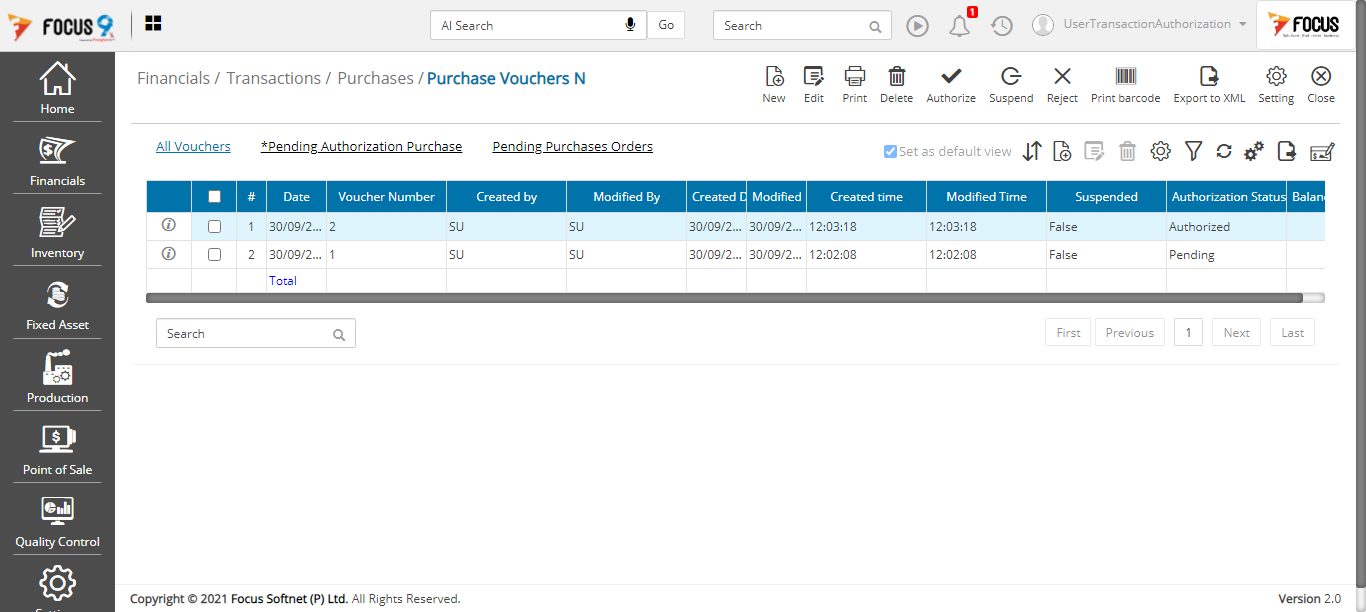 FOCUS 9
AI Search
Go
Search
1
UserTransactionAuthorization
FOCUS
Home
Financials
Inventory
Fixed Asset
Production
Point of Sale
Quality Control
Financials / Transactions / Purchases / Purchase Vouchers N
New Edit Print Delete Authorize Suspend Reject Print barcode Export to XML Setting Close
All Vouchers *Pending Authorization Purchase Pending Purchases Orders
Set as default view
# Date Voucher Number Created by Modified By Created D Modified Created time Modified Time Suspended Authorization Status Balan
1 30/09/2... 2 SU SU 30/09/2... 30/09/2... 12:03:18 12:03:18 False Authorized
2 30/09/2... 1 SU SU 30/09/2... 30/09/2... 12:02:08 12:02:08 False Pending
Total
Search
First Previous 1 Next Last
Copyright © 2021 Focus Softnet (P) Ltd. All Rights Reserved.
Version 2.0